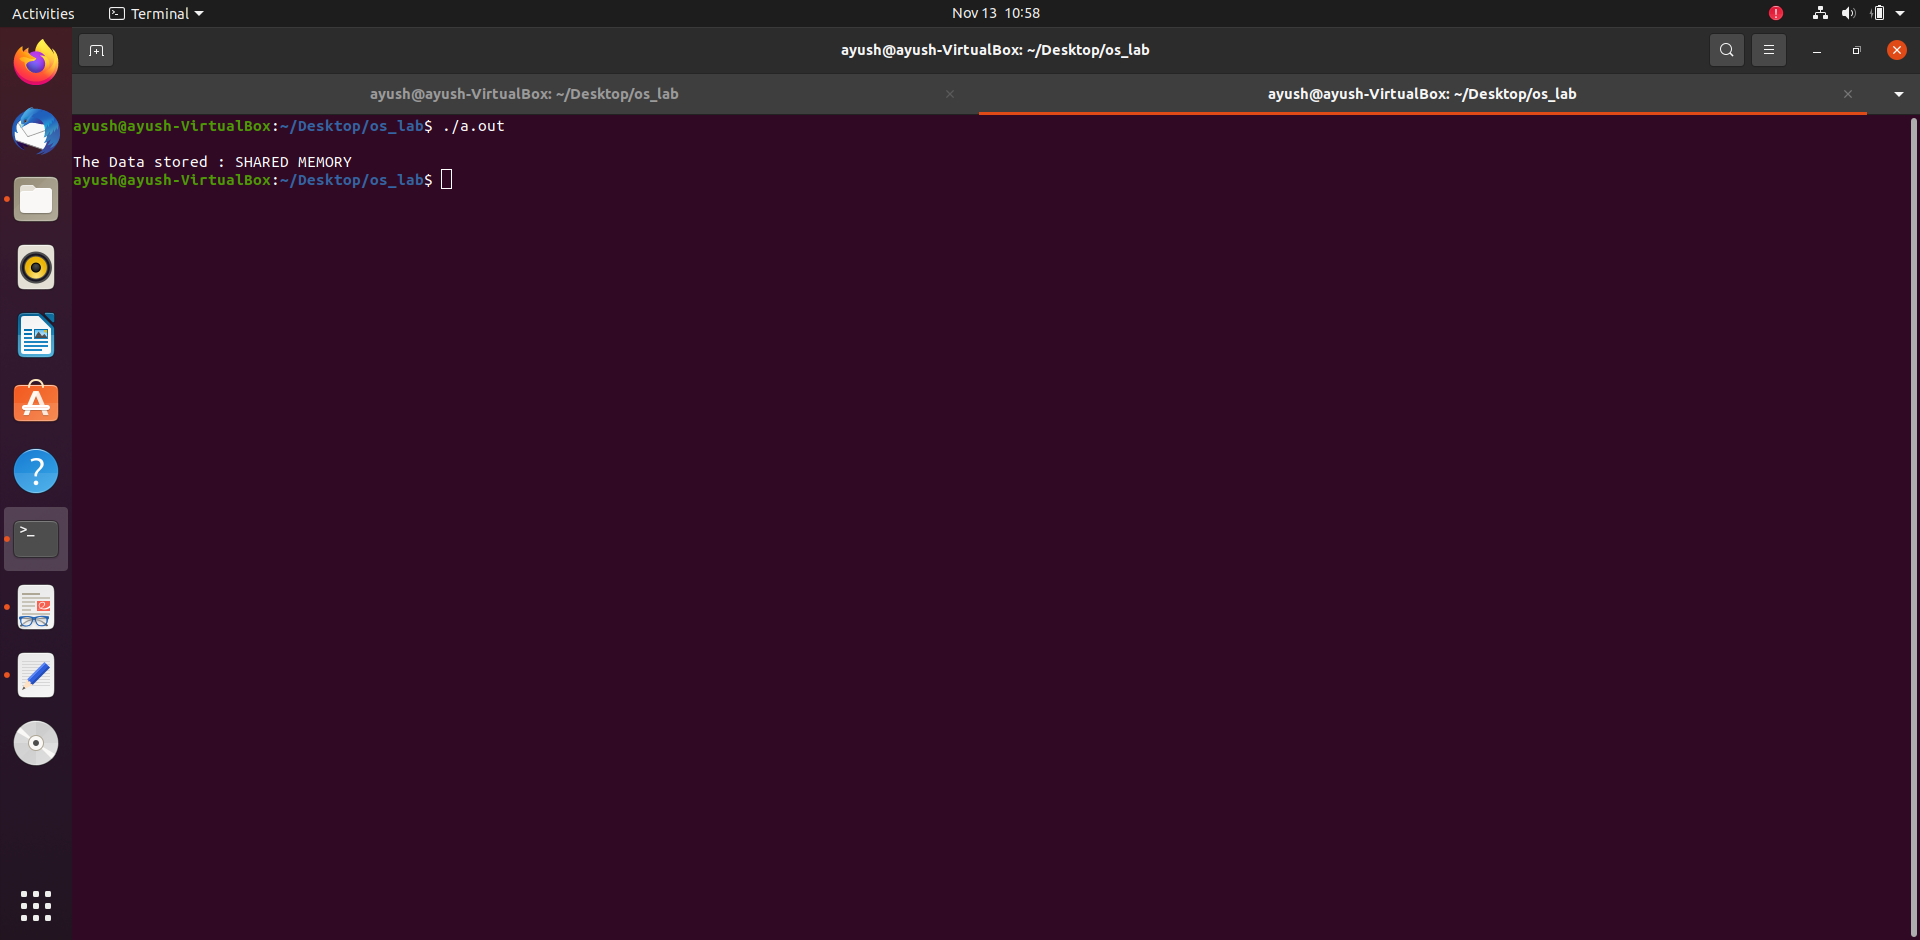 Activities
Terminal
Nov 13 10:58
ayush@ayush-VirtualBox: ~/Desktop/os_lab
ayush@ayush-VirtualBox: ~/Desktop/os_lab
ayush@ayush-VirtualBox: ~/Desktop/os_lab
ayush@ayush-VirtualBox:~/Desktop/os_lab$ ./a.out
The Data stored : SHARED MEMORY
ayush@ayush-VirtualBox:~/Desktop/os_lab$